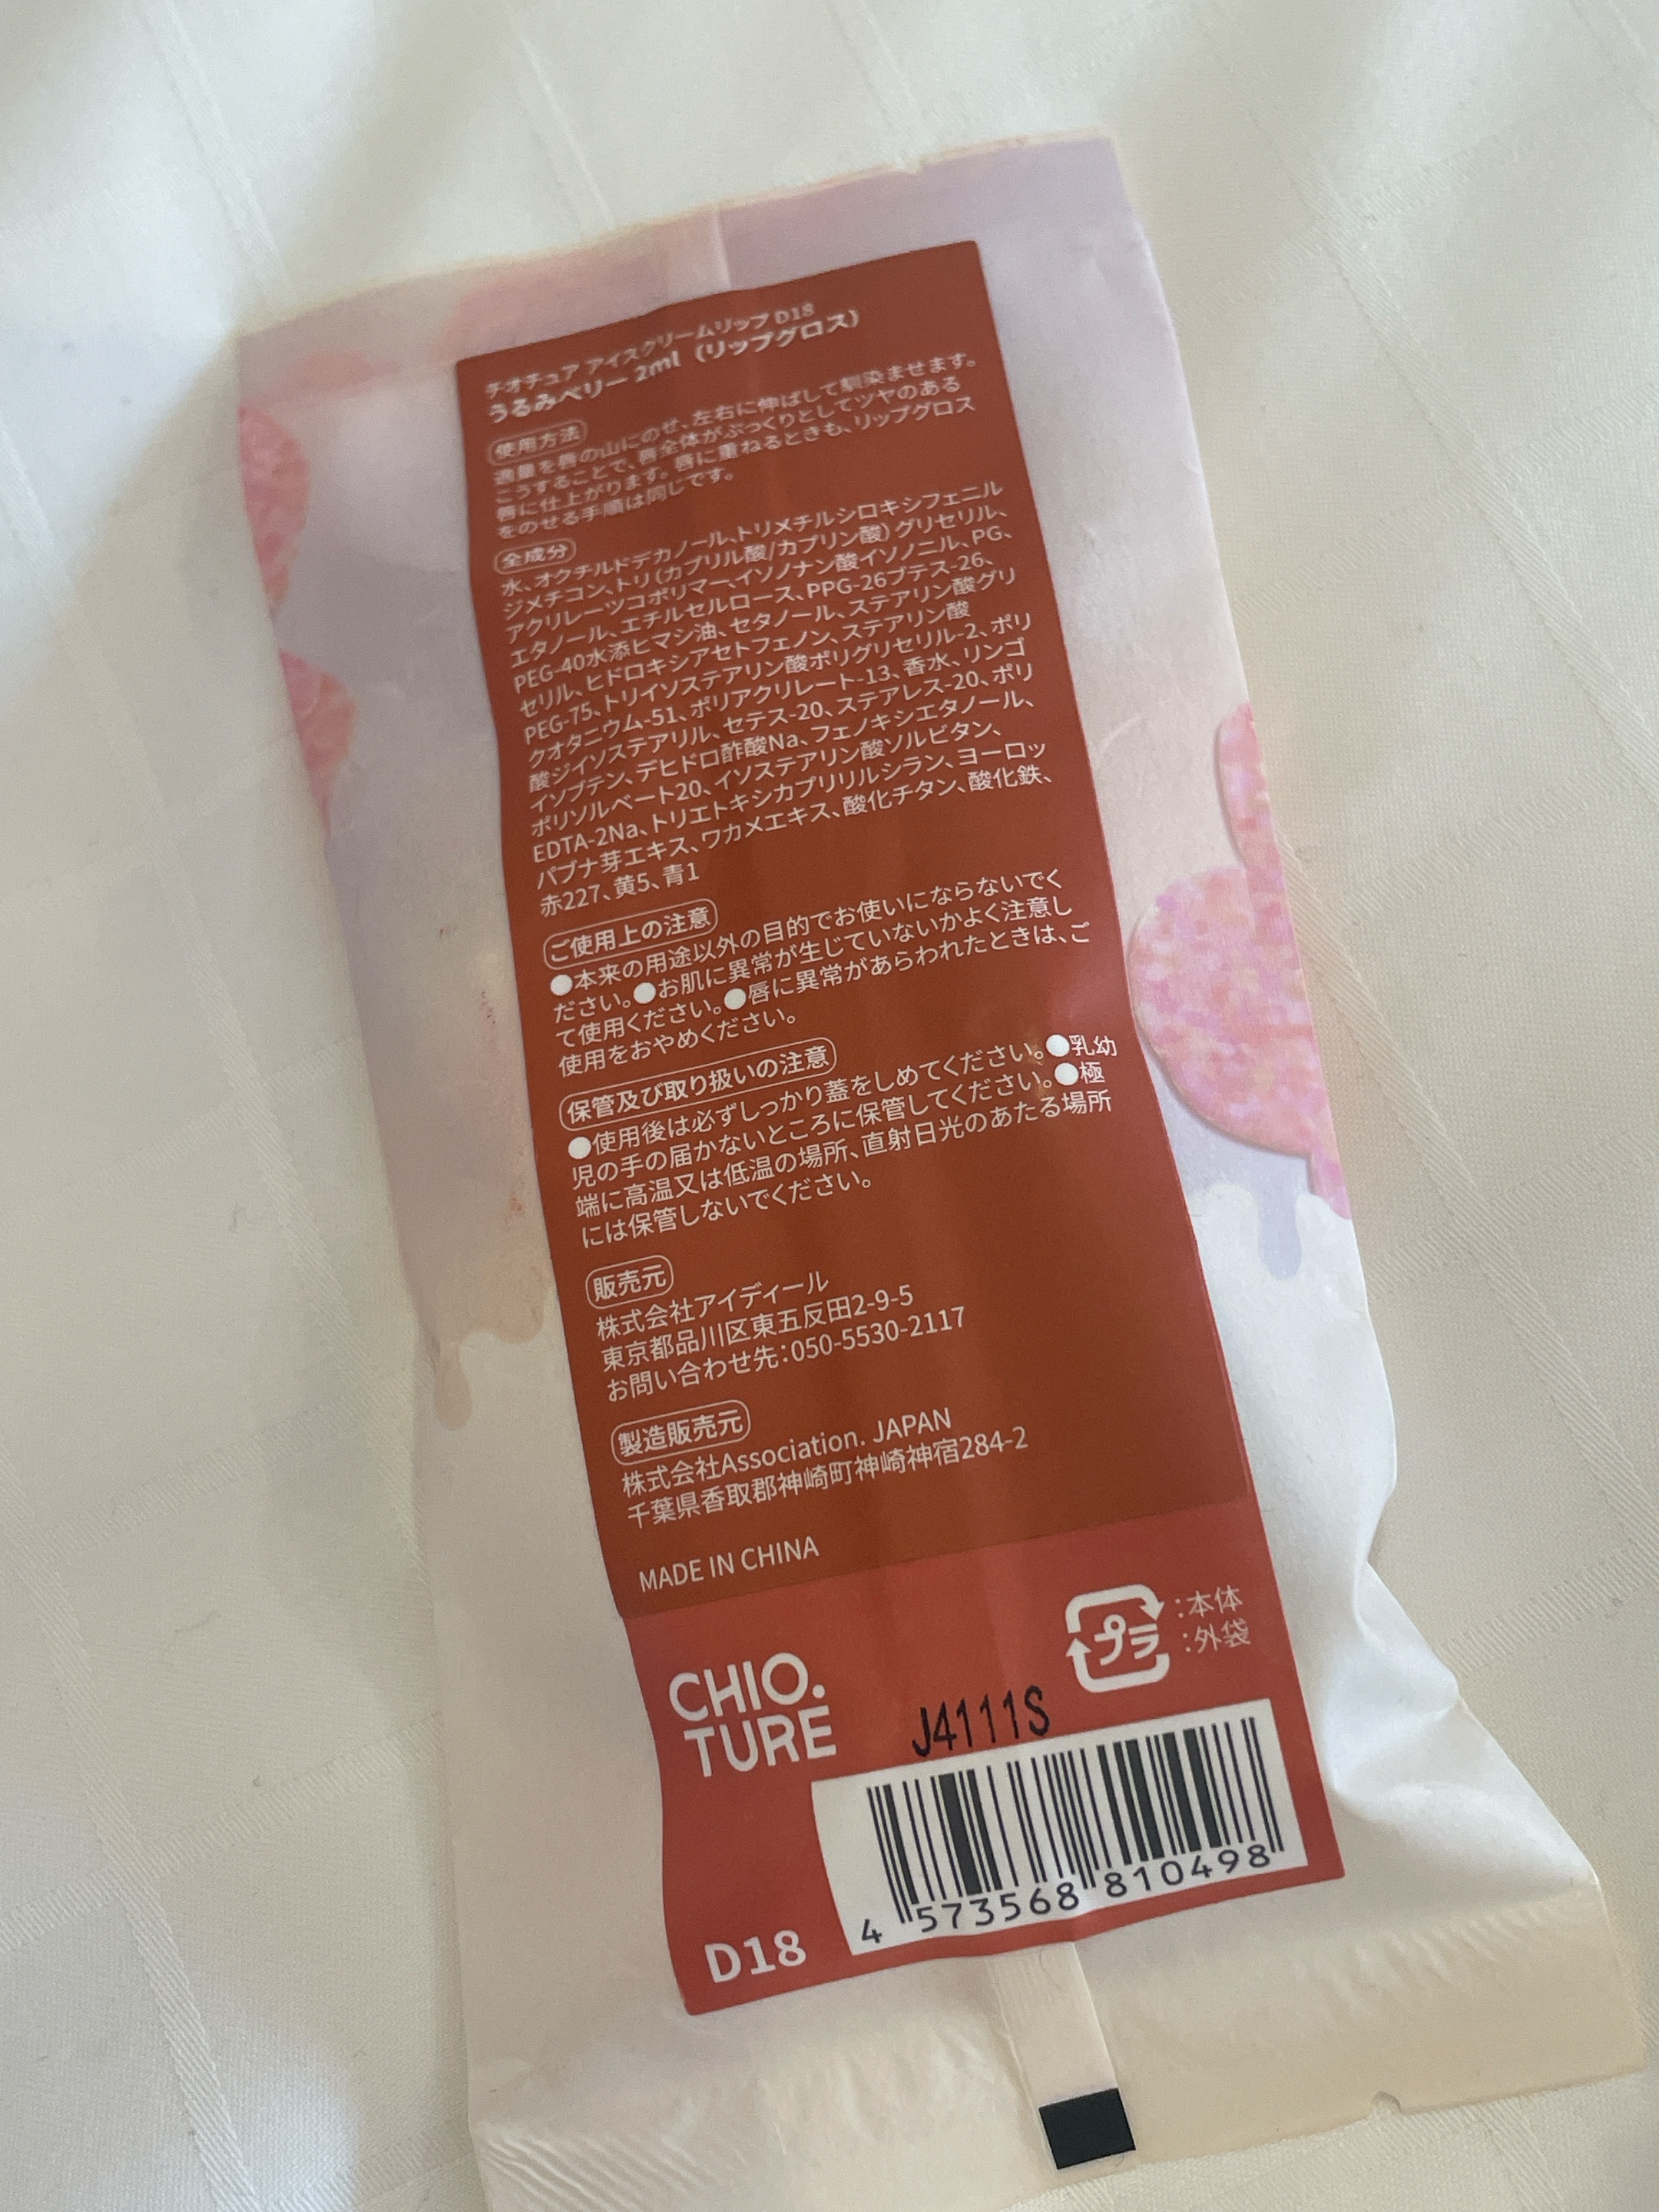 チオチュア アイスクリームリップ D18
うるみベリー 2ml（リップグロス）
使用方法
適量を唇の山にのせ、左右に伸ばして馴染ませます。
こうすることで、唇全体がぷっくりとしてツヤのある
唇に仕上がります。唇に重ねるときも、リップグロス
をのせる手順は同じです。
全成分
水、オクチルドデカノール、トリメチルシロキシフェニル
ジメチコン、トリ（カプリル酸/カプリン酸）グリセリル、
アクリレーツコポリマー、イソノナン酸イソノニル、PG、
エタノール、エチルセルロース、PPG-26ブテス-26、
PEG-40水添ヒマシ油、セタノール、ステアリン酸グリ
セリル、ヒドロキシアセトフェノン、ステアリン酸
PEG-75、トリイソステアリン酸ポリグリセリル-2、ポリ
クオタニウム-51、ポリアクリレート-13、香水、リンゴ
酸ジイソステアリル、セテス-20、ステアレス-20、ポリ
イソブテン、デヒドロ酢酸Na、フェノキシエタノール、
ポリソルベート20、イソステアリン酸ソルビタン、
EDTA-2Na、トリエトキシカプリリルシラン、ヨーロッ
パブナ芽エキス、ワカメエキス、酸化チタン、酸化鉄、
赤227、黄5、青1
ご使用上の注意
●本来の用途以外の目的でお使いにならないでく
ださい。●お肌に異常が生じていないかよく注意し
て使用ください。●唇に異常があらわれたときは、ご
使用をおやめください。
保管及び取り扱いの注意
●使用後は必ずしっかり蓋をしめてください。●乳幼
児の手の届かないところに保管してください。●極
端に高温又は低温の場所、直射日光のあたる場所
には保管しないでください。
販売元
株式会社アイディール
東京都品川区東五反田2-9-5
お問い合わせ先：050-5530-2117
製造販売元
株式会社Association. JAPAN
千葉県香取郡神崎町神崎神宿284-2
MADE IN CHINA
プラ
：本体
：外袋
CHIO.
TURE
J4111S
4 573568 810498
D18